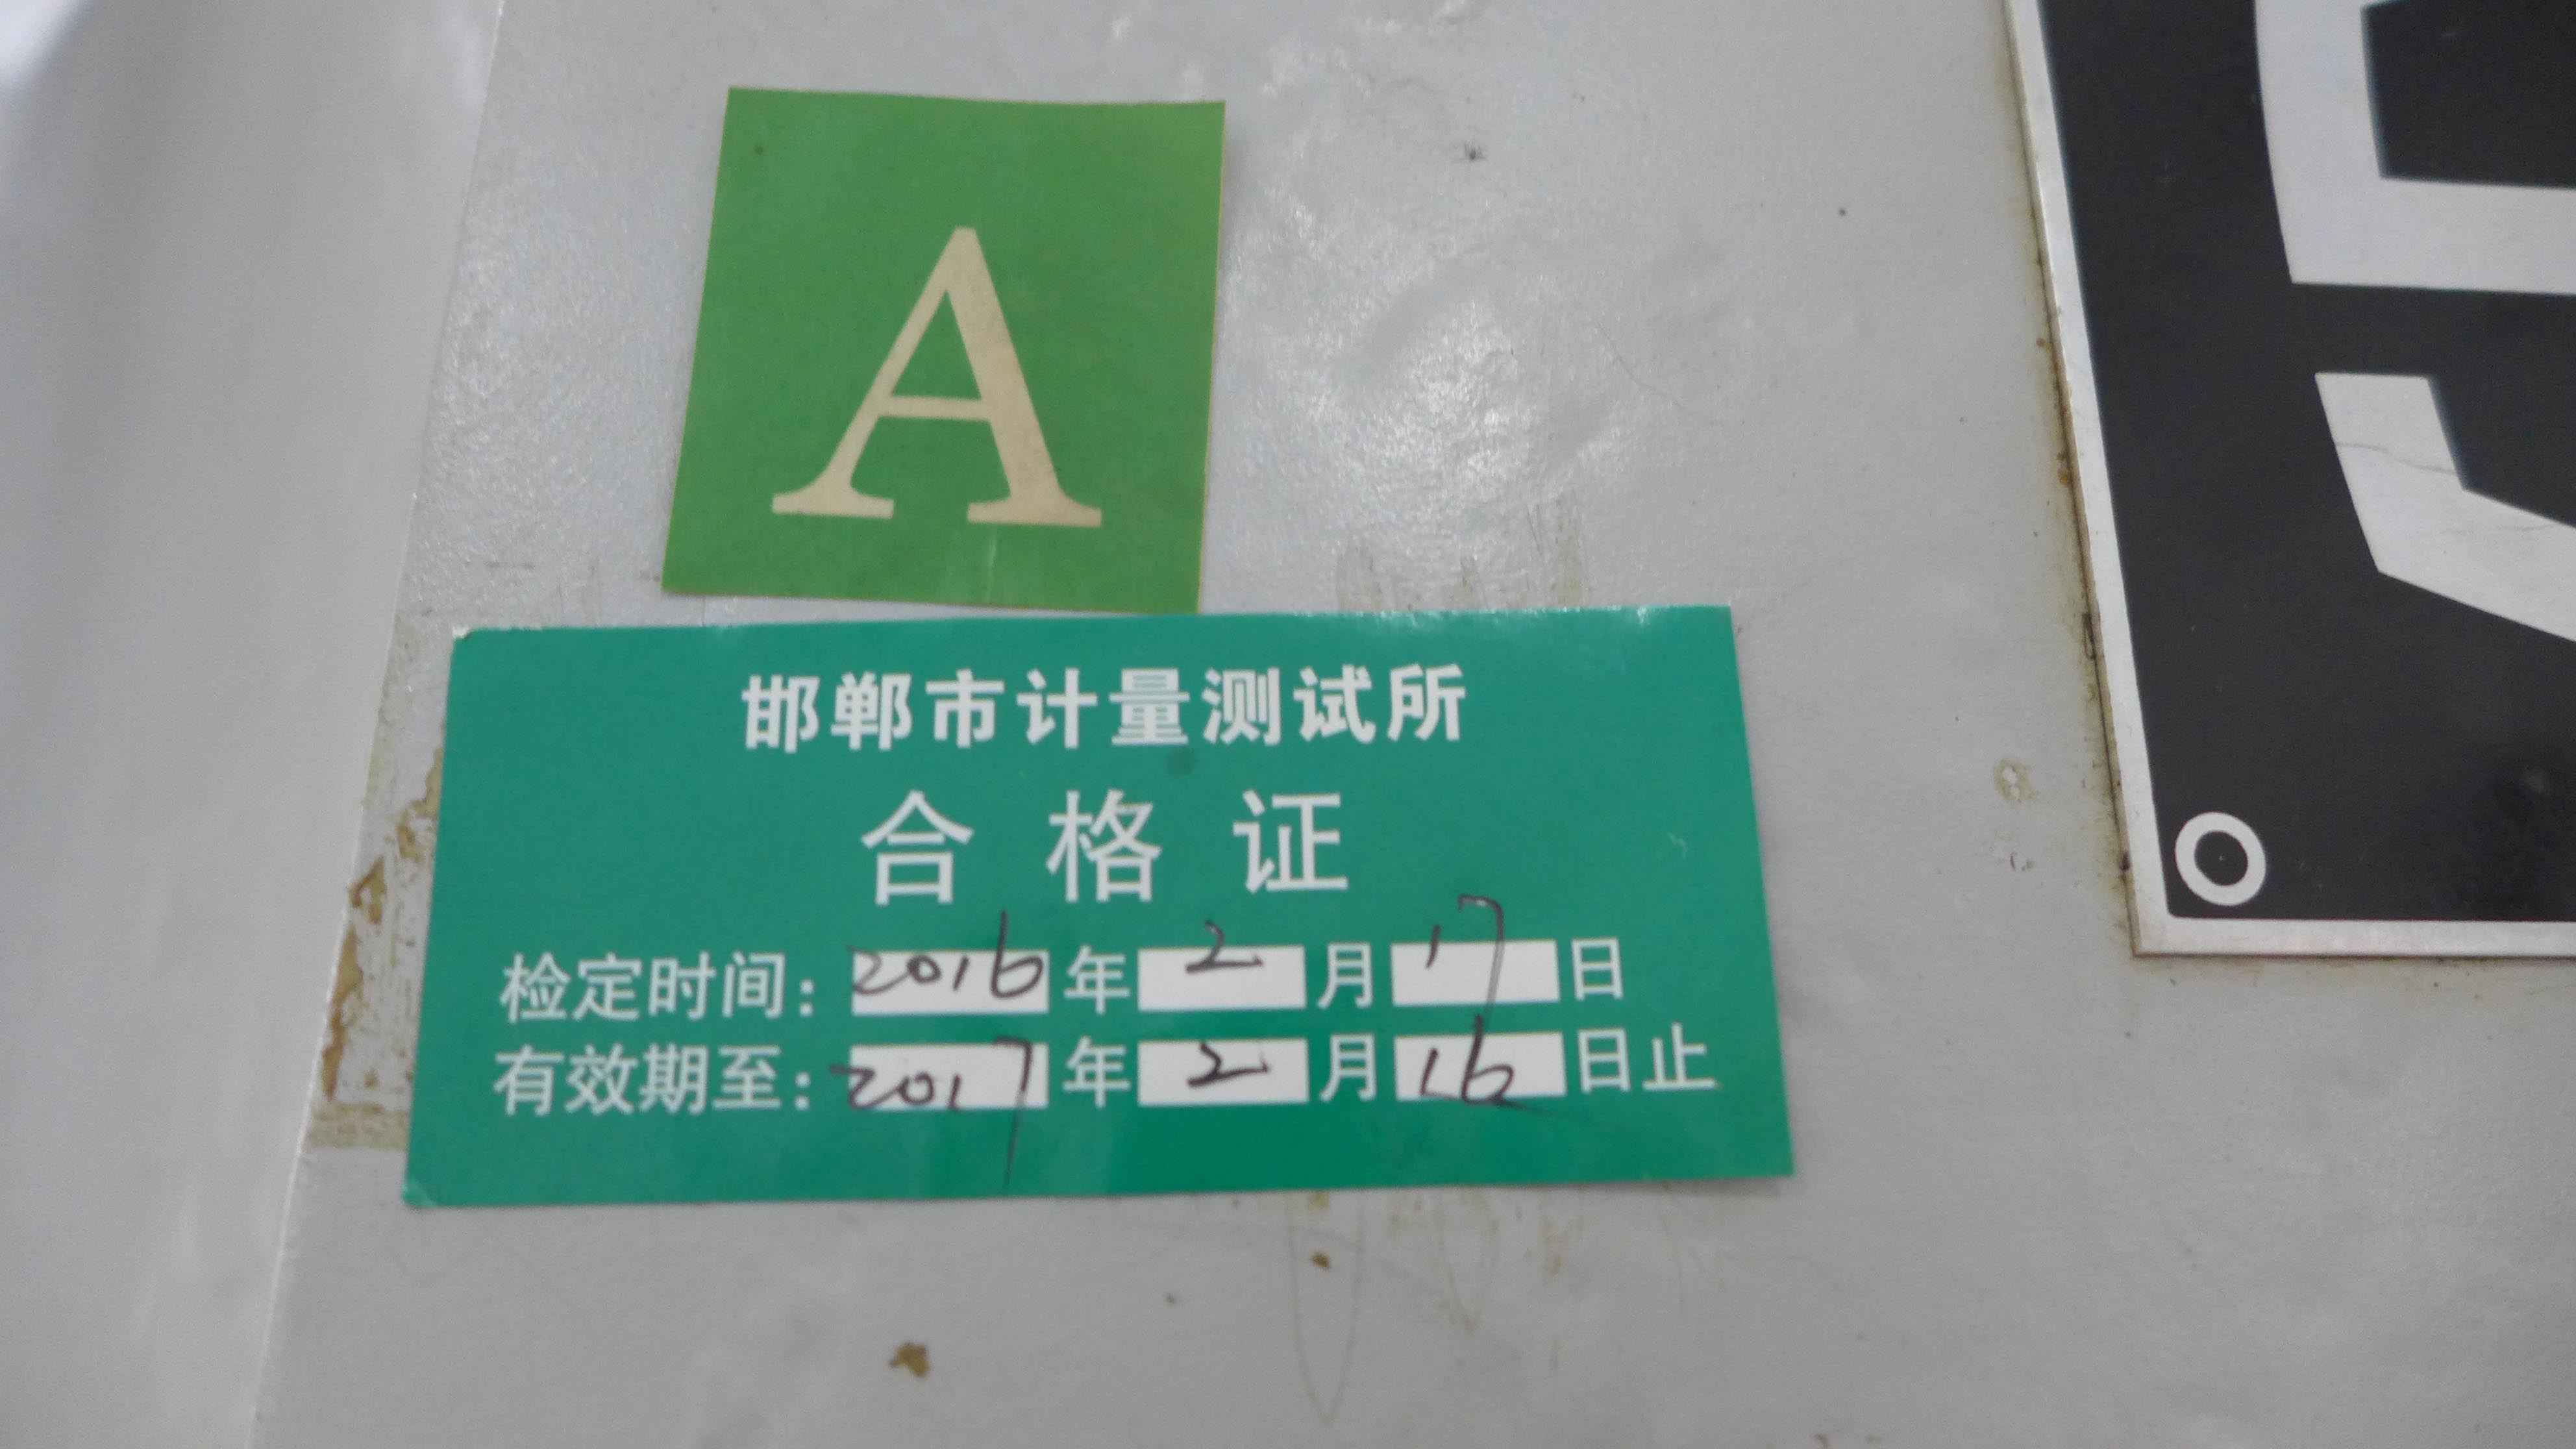 A
邯郸市计量测试所
合格证
检定时间：2016年2月17日
有效期至：2017年2月16日止